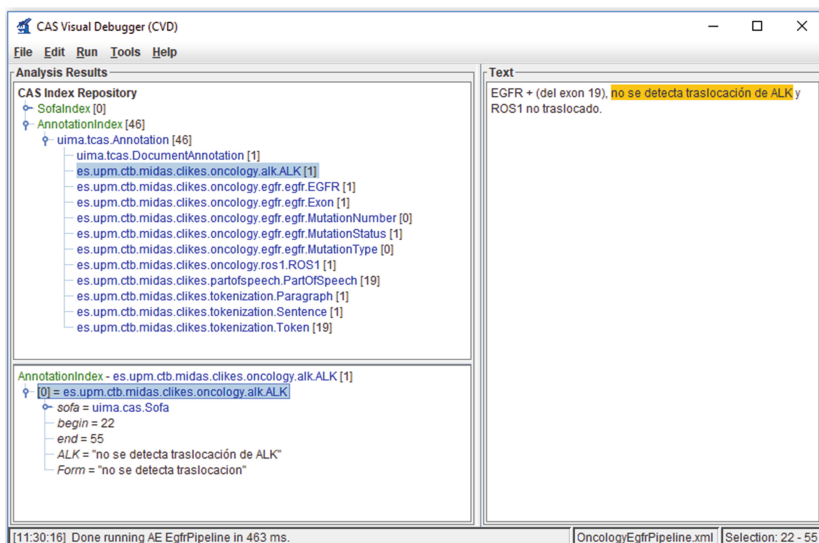 CAS Visual Debugger (CVD)
File Edit Run Tools Help
Analysis Results
CAS Index Repository
SofaIndex [0]
AnnotationIndex [46]
uima.tcas.Annotation [46]
uima.tcas.DocumentAnnotation [1]
es.upm.ctb.midas.clikes.oncology.alk.ALK [1]
es.upm.ctb.midas.clikes.oncology.egfr.egfr.EGFR [1]
es.upm.ctb.midas.clikes.oncology.egfr.egfr.Exon [1]
es.upm.ctb.midas.clikes.oncology.egfr.egfr.MutationNumber [0]
es.upm.ctb.midas.clikes.oncology.egfr.egfr.MutationStatus [1]
es.upm.ctb.midas.clikes.oncology.egfr.egfr.MutationType [0]
es.upm.ctb.midas.clikes.oncology.ros1.ROS1 [1]
es.upm.ctb.midas.clikes.partofspeech.PartOfSpeech [19]
es.upm.ctb.midas.clikes.tokenization.Paragraph [1]
es.upm.ctb.midas.clikes.tokenization.Sentence [1]
es.upm.ctb.midas.clikes.tokenization.Token [19]
AnnotationIndex - es.upm.ctb.midas.clikes.oncology.alk.ALK [1]
[0] = es.upm.ctb.midas.clikes.oncology.alk.ALK
sofa = uima.cas.Sofa
begin = 22
end = 55
ALK = "no se detecta traslocación de ALK"
Form = "no se detecta traslocacion"
Text
EGFR + (del exon 19), no se detecta traslocación de ALK y
ROS1 no traslocado.
[11:30:16] Done running AE EgfrPipeline in 463 ms.
OncologyEgfrPipeline.xml
Selection: 22 - 55